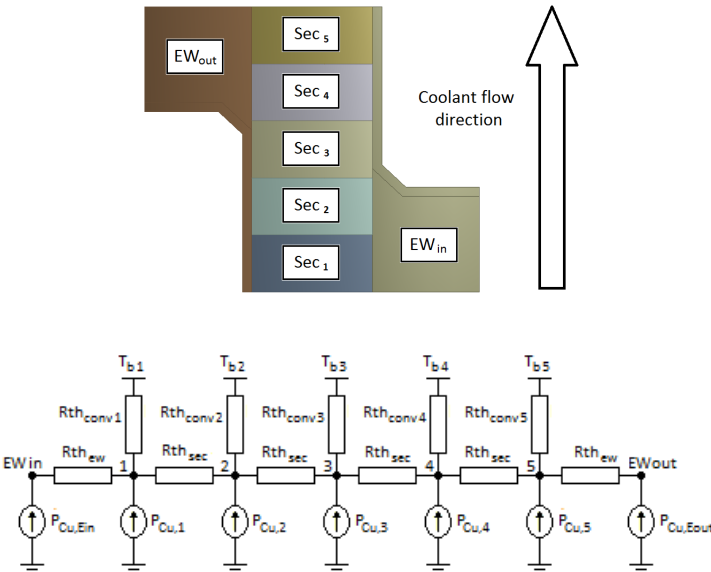 Sec 5
EWout
Sec 4
Coolant flow
direction
Sec 3
Sec 2
EW in
Sec 1
Tb1 Tb2 Tb3 Tb4 Tb5
Rthconv1 Rthconv2 Rthconv3 Rthconv4 Rthconv5
EWin Rthew 1 Rthsec 2 Rthsec 3 Rthsec 4 Rthsec 5 Rthew EWout
PCu,Ein PCu,1 PCu,2 PCu,3 PCu,4 PCu,5 PCu,Eout